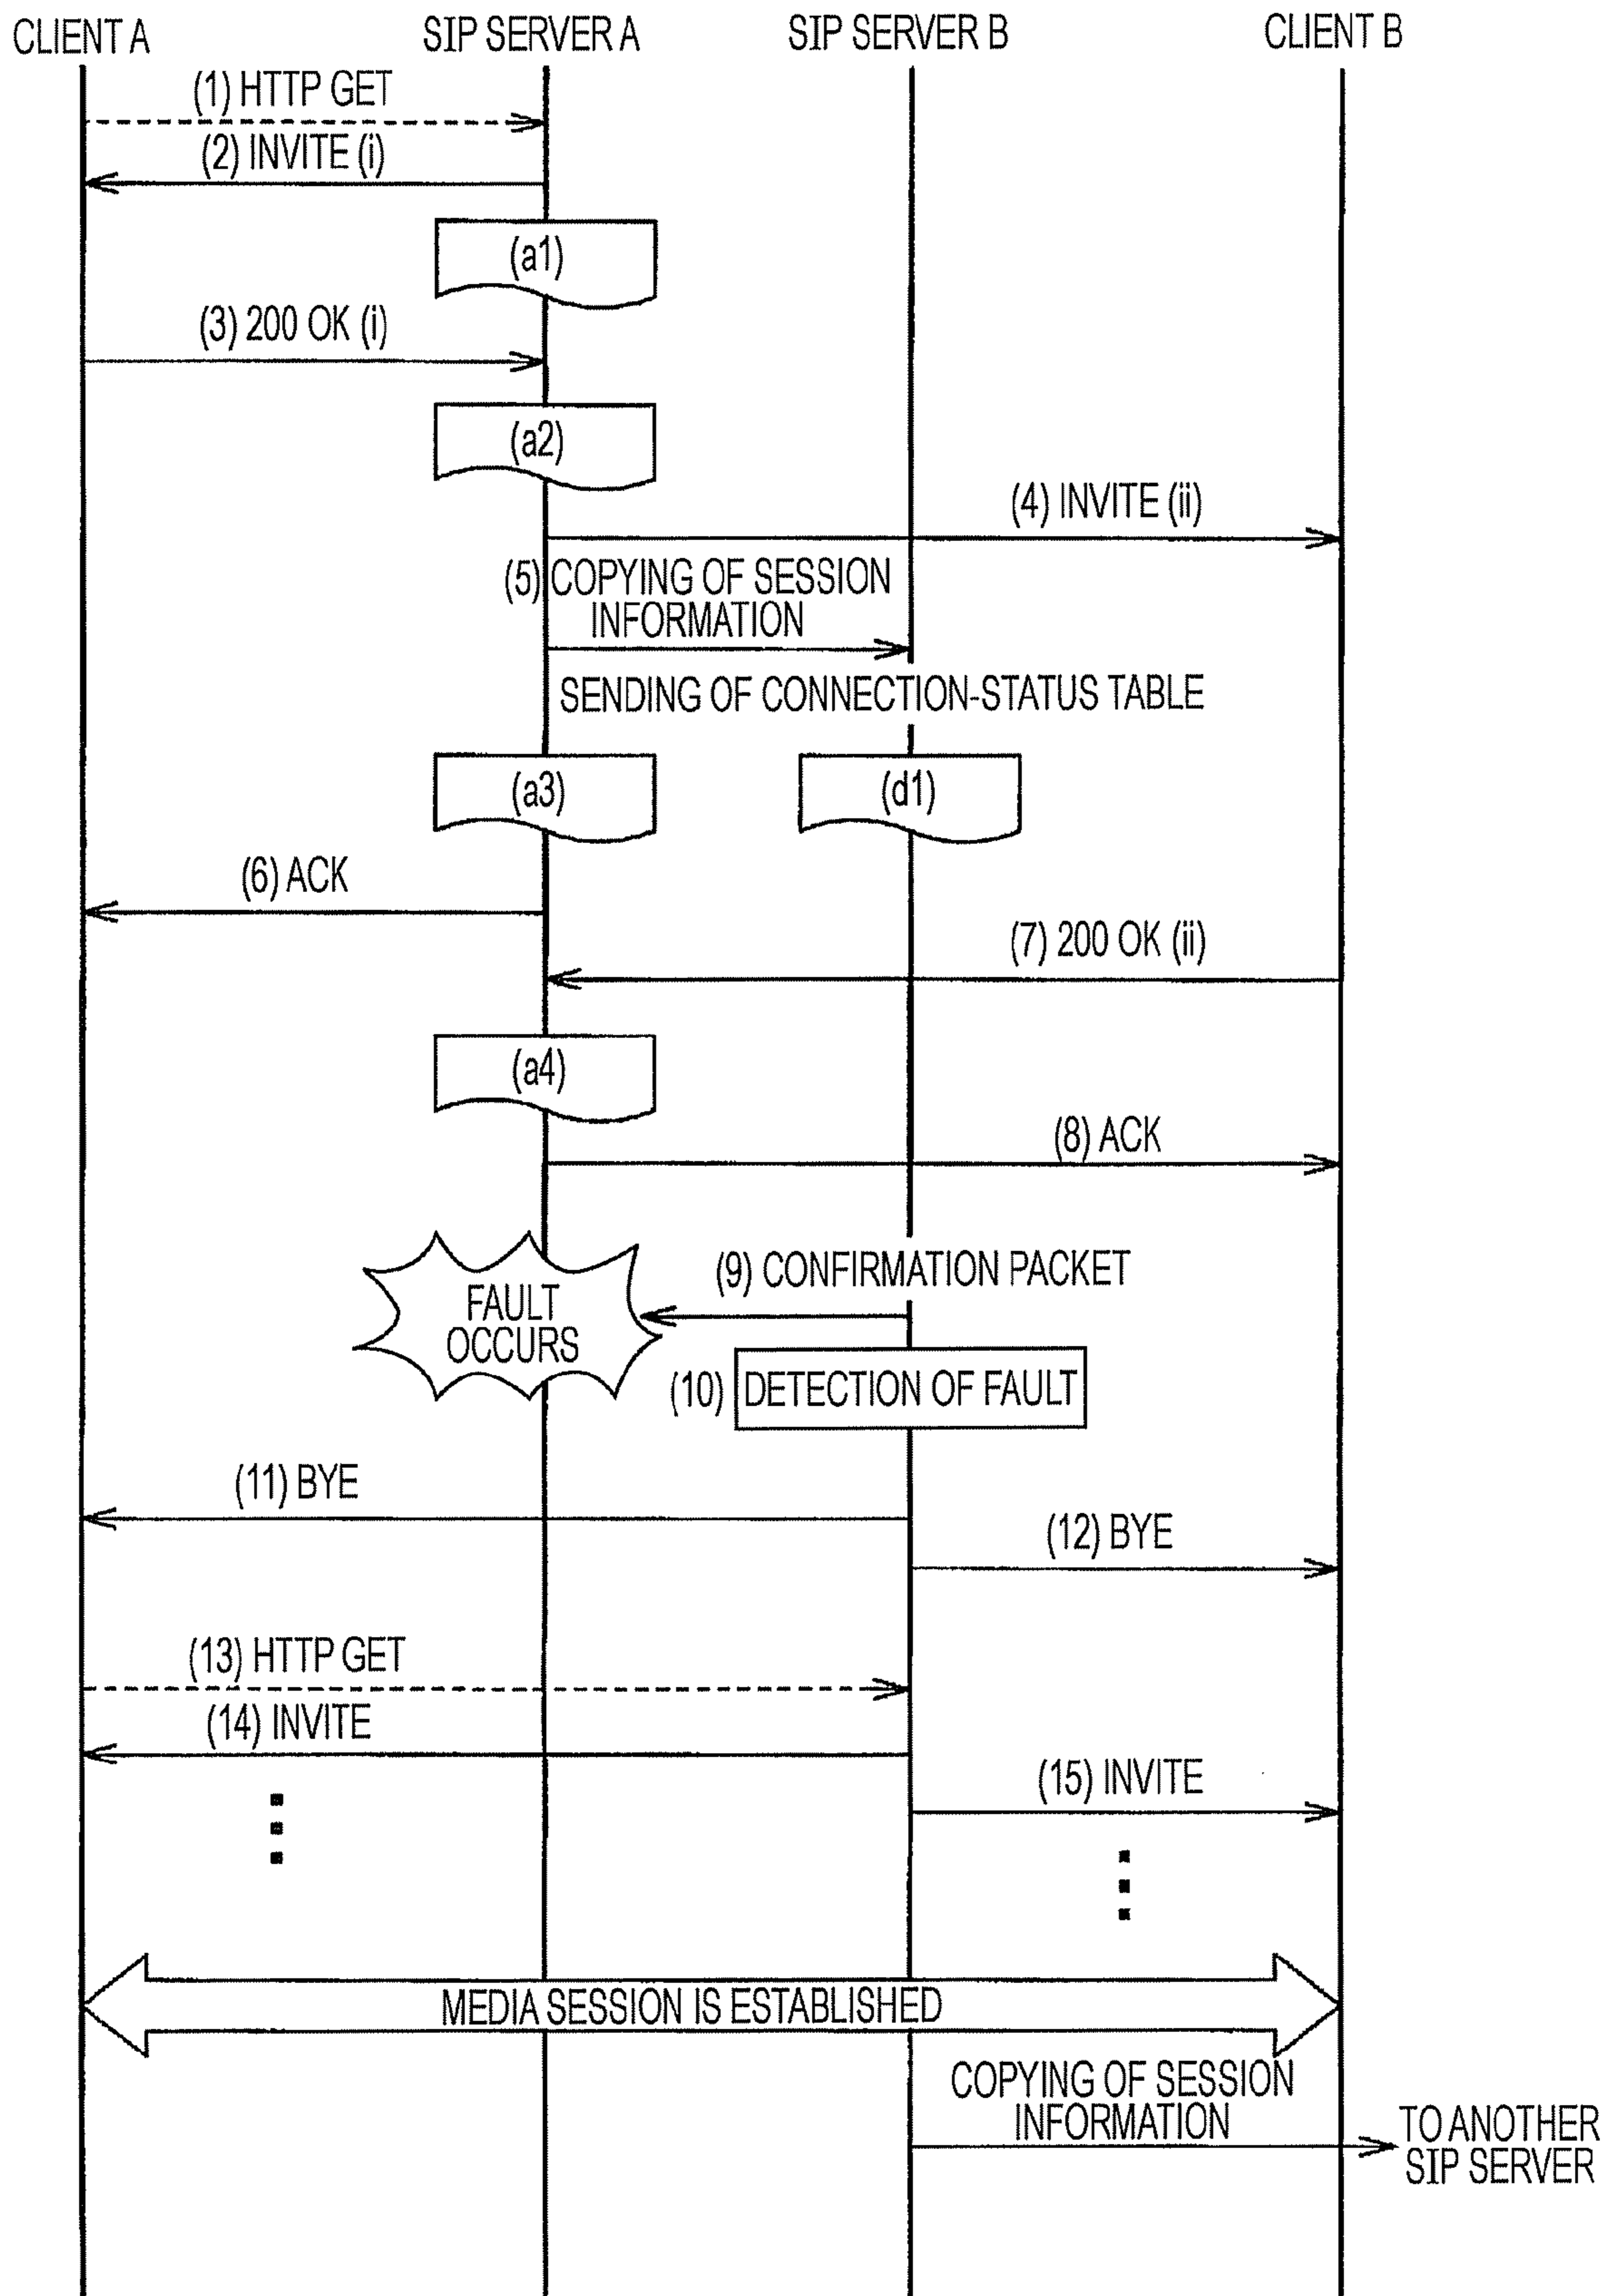 CLIENT A
SIP SERVER A
SIP SERVER B
CLIENT B
(1) HTTP GET
(2) INVITE (i)
(a1)
(3) 200 OK (i)
(a2)
(4) INVITE (ii)
(5) COPYING OF SESSION
INFORMATION
SENDING OF CONNECTION-STATUS TABLE
(a3)
(d1)
(6) ACK
(7) 200 OK (ii)
(a4)
(8) ACK
(9) CONFIRMATION PACKET
FAULT
OCCURS
(10) DETECTION OF FAULT
(11) BYE
(12) BYE
(13) HTTP GET
(14) INVITE
(15) INVITE
MEDIA SESSION IS ESTABLISHED
COPYING OF SESSION
INFORMATION
TO ANOTHER
SIP SERVER